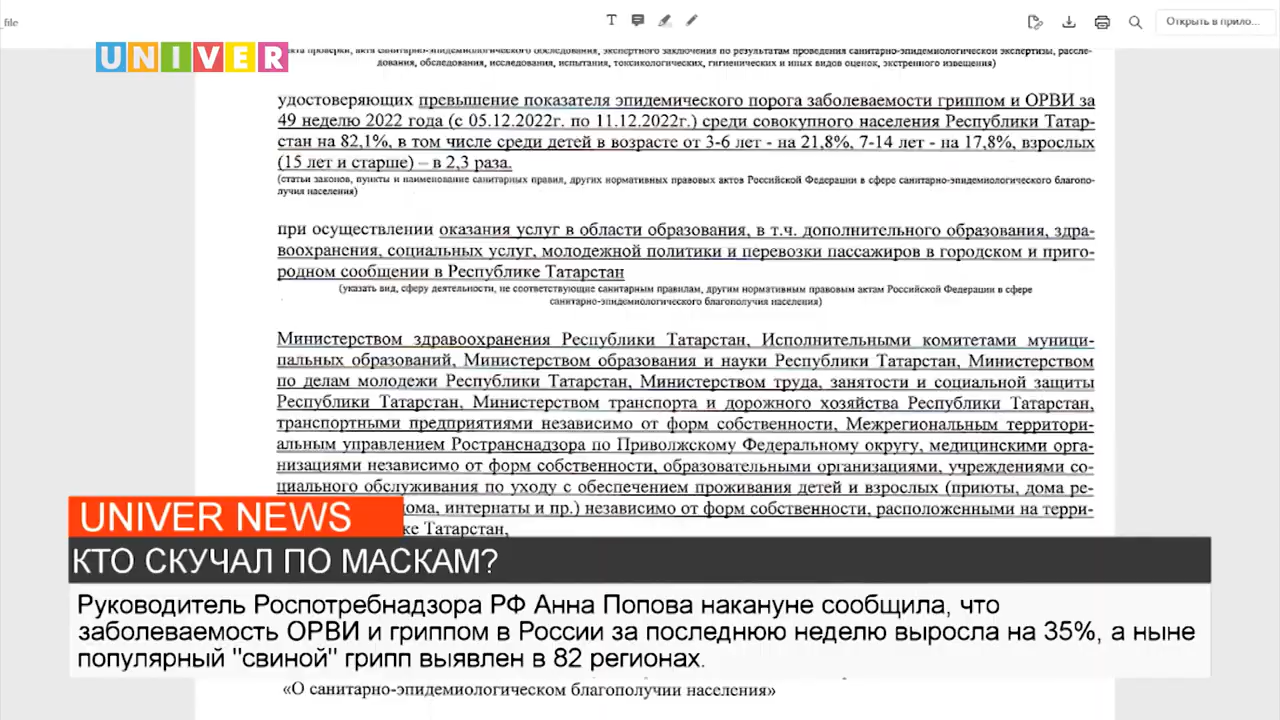 _file
T
Открыть в прило...
UNIVER
акта проверки, акта санитарно-эпидемиологического обследования, экспертного заключения по результатам проведения санитарно-эпидемиологической экспертизы, рассле-
дования, обследования, исследования, испытания, токсикологических, гигиенических и иных видов оценок, экстренного извещения)
удостоверяющих превышение показателя эпидемического порога заболеваемости гриппом и ОРВИ за
49 неделю 2022 года (с 05.12.2022г. по 11.12.2022г.) среди совокупного населения Республики Татар-
стан на 82,1%, в том числе среди детей в возрасте от 3-6 лет - на 21,8%, 7-14 лет - на 17,8%, взрослых
(15 лет и старше) – в 2,3 раза.
(статьи законов, пункты и наименование санитарных правил, других нормативных правовых актов Российской Федерации в сфере санитарно-эпидемиологического благопо-
лучия населения)
при осуществлении оказания услуг в области образования, в т.ч. дополнительного образования, здра-
воохранения, социальных услуг, молодежной политики и перевозки пассажиров в городском и приго-
родном сообщении в Республике Татарстан
(указать вид, сферу деятельности, не соответствующие санитарным правилам, другим нормативным правовым актам Российской Федерации в сфере
санитарно-эпидемиологического благополучия населения)
Министерством здравоохранения Республики Татарстан, Исполнительными комитетами муници-
пальных образований, Министерством образования и науки Республики Татарстан, Министерством
по делам молодежи Республики Татарстан, Министерством труда, занятости и социальной защиты
Республики Татарстан, Министерством транспорта и дорожного хозяйства Республики Татарстан,
транспортными предприятиями независимо от форм собственности, Межрегиональным территори-
альным управлением Ространснадзора по Приволжскому Федеральному округу, медицинскими орга-
низациями независимо от форм собственности, образовательными организациями, учреждениями со-
циального обслуживания по уходу с обеспечением проживания детей и взрослых (приюты, дома ре-
дома, интернаты и пр.) независимо от форм собственности, расположенными на терри-
ке Татарстан,
UNIVER NEWS
КТО СКУЧАЛ ПО МАСКАМ?
Руководитель Роспотребнадзора РФ Анна Попова накануне сообщила, что
заболеваемость ОРВИ и гриппом в России за последнюю неделю выросла на 35%, а ныне
популярный "свиной" грипп выявлен в 82 регионах.
«О санитарно-эпидемиологическом благополучии населения»